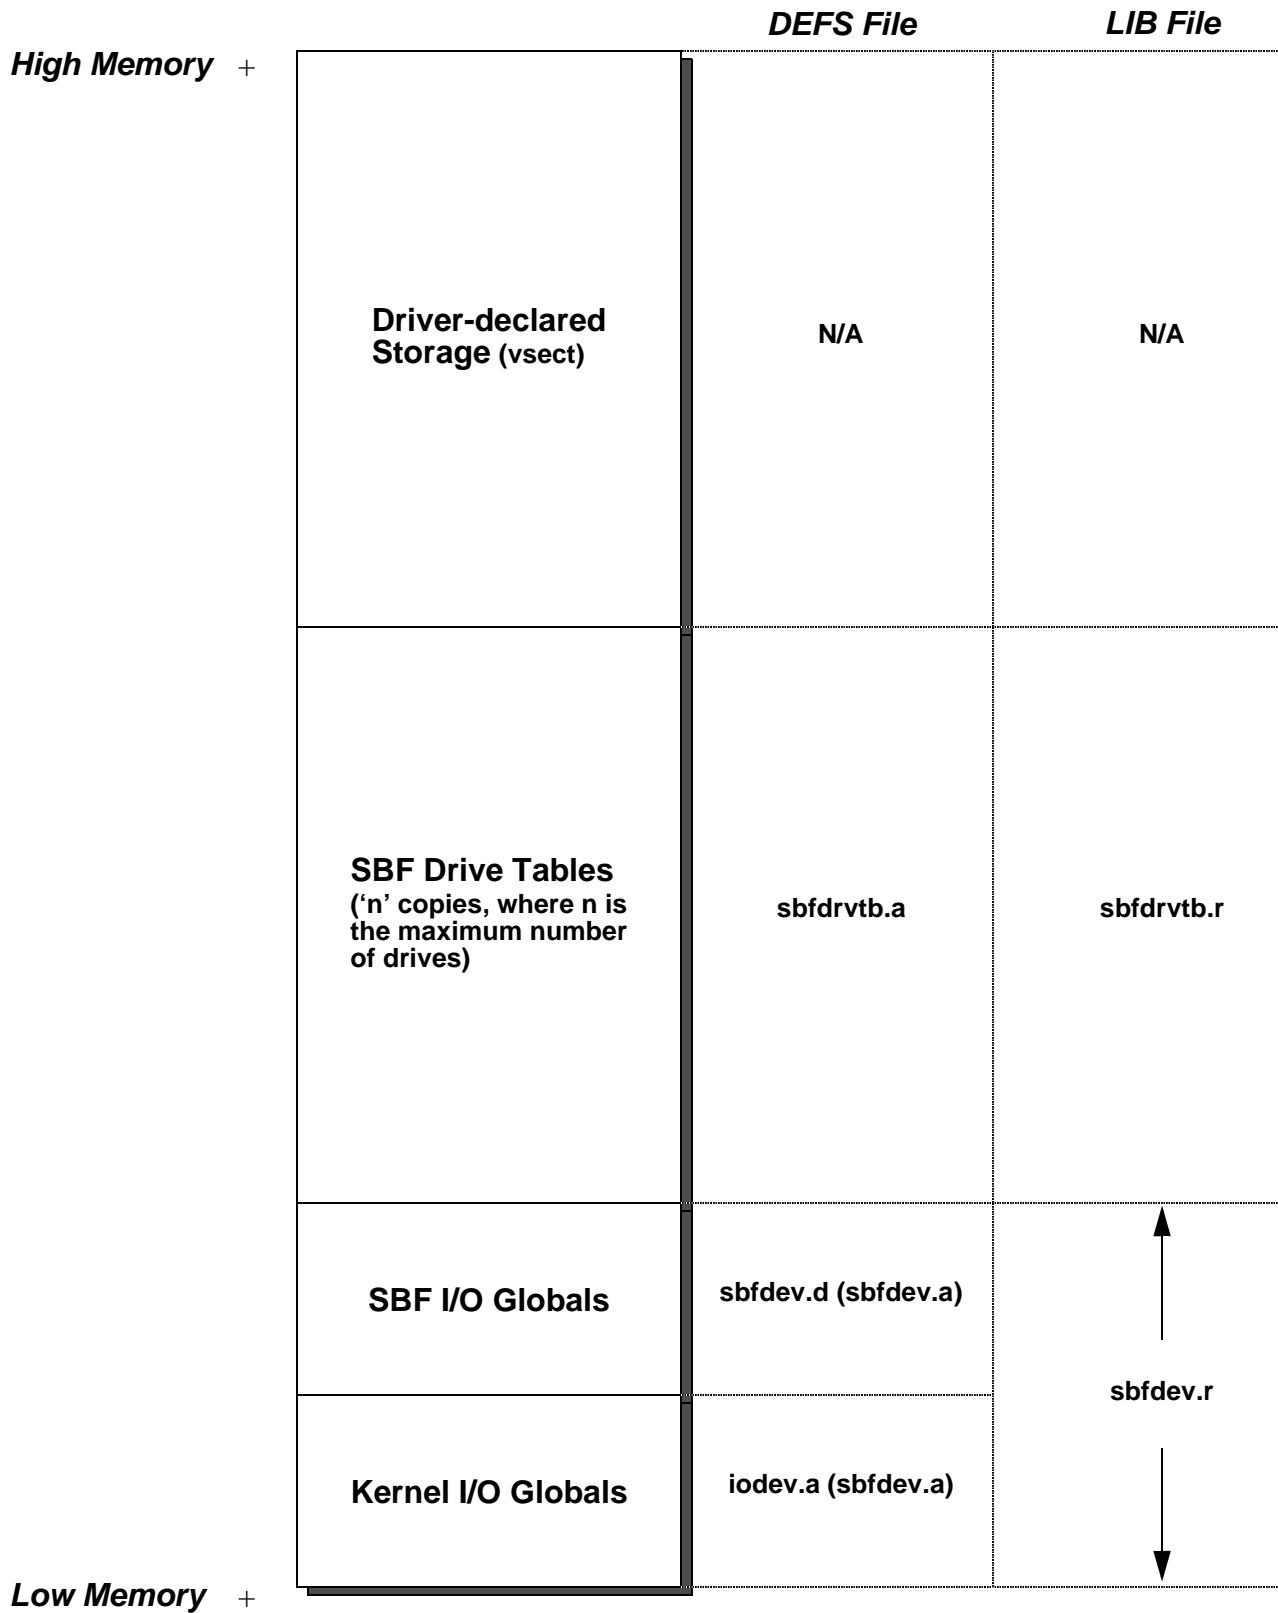 DEFS File
LIB File
High Memory +
Driver-declared
Storage (vsect)
N/A
N/A
SBF Drive Tables
(‘n’ copies, where n is
the maximum number
of drives)
sbfdrvtb.a
sbfdrvtb.r
SBF I/O Globals
sbfdev.d (sbfdev.a)
sbfdev.r
Kernel I/O Globals
iodev.a (sbfdev.a)
Low Memory +